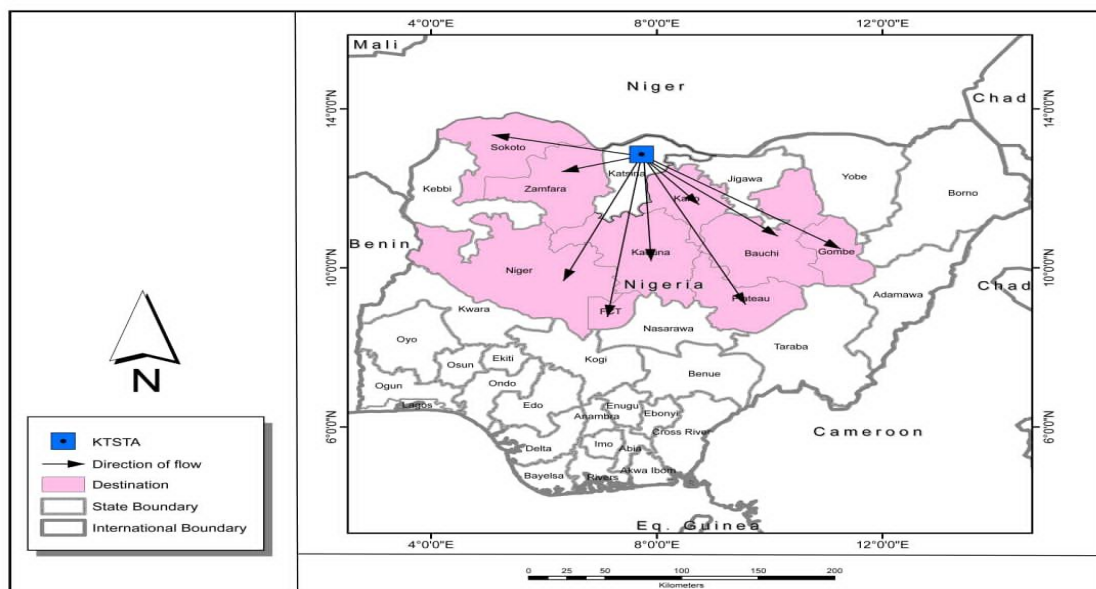 4°0'0"E 8°0'0"E 12°0'0"E
Mali
Niger
Chad
14°0'0"N 14°0'0"N
Sokoto
Katsina
Kebbi
Zamfara
Jigawa
Yobe
Borno
Kano
Benin
Kaduna
Bauchi
Gombe
10°0'0"N 10°0'0"N
Niger
Nigeria
Chad
Plateau
Adamawa
FCT
Kwara
Nasarawa
Oyo
Taraba
Osun
Ekiti
Kogi
Benue
Ogun
Ondo
Lagos
Edo
Enugu
Anambra
Ebonyi
6°0'0"N 6°0'0"N
Cross River
Cameroon
Delta
Imo
Abia
Bayelsa
Rivers
Akwa Ibom
Eq. Guinea
4°0'0"E 8°0'0"E 12°0'0"E
N
KTSTA
Direction of flow
Destination
State Boundary
International Boundary
0 25 50 100 150 200
Kilometers